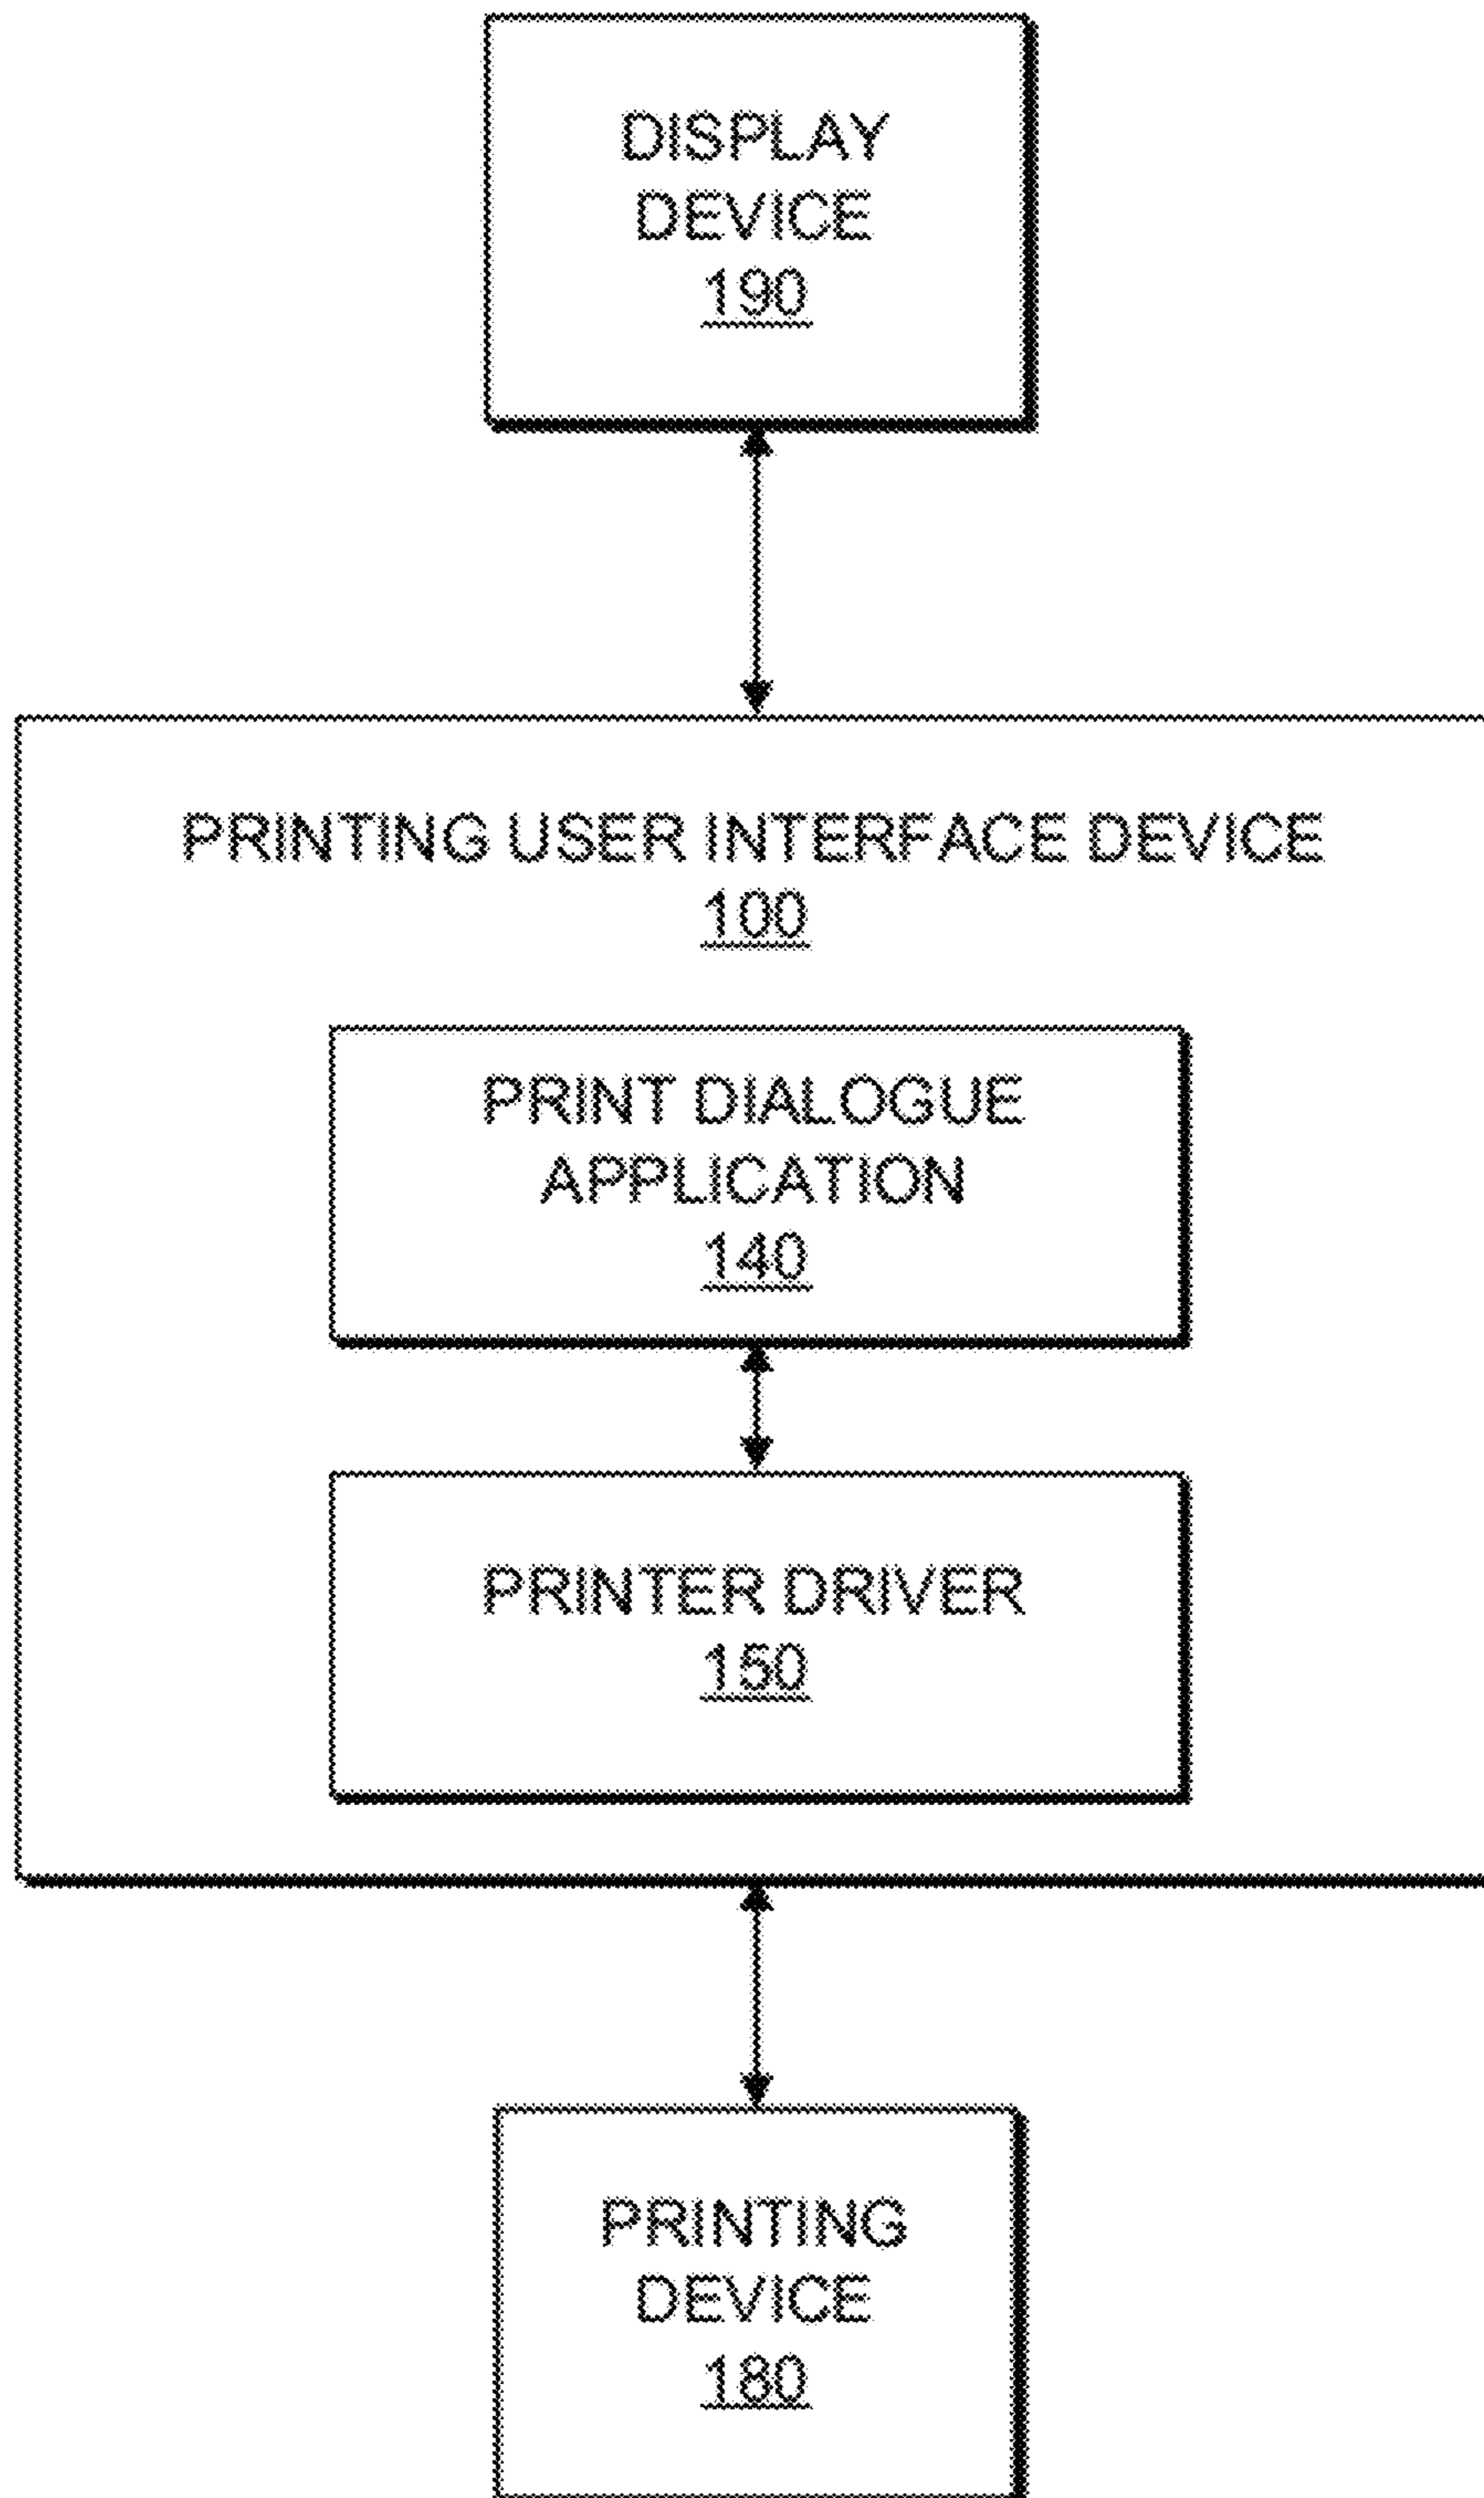 DISPLAY
DEVICE
190
PRINTING USER INTERFACE DEVICE
100
PRINT DIALOGUE
APPLICATION
140
PRINTER DRIVER
150
PRINTING
DEVICE
180